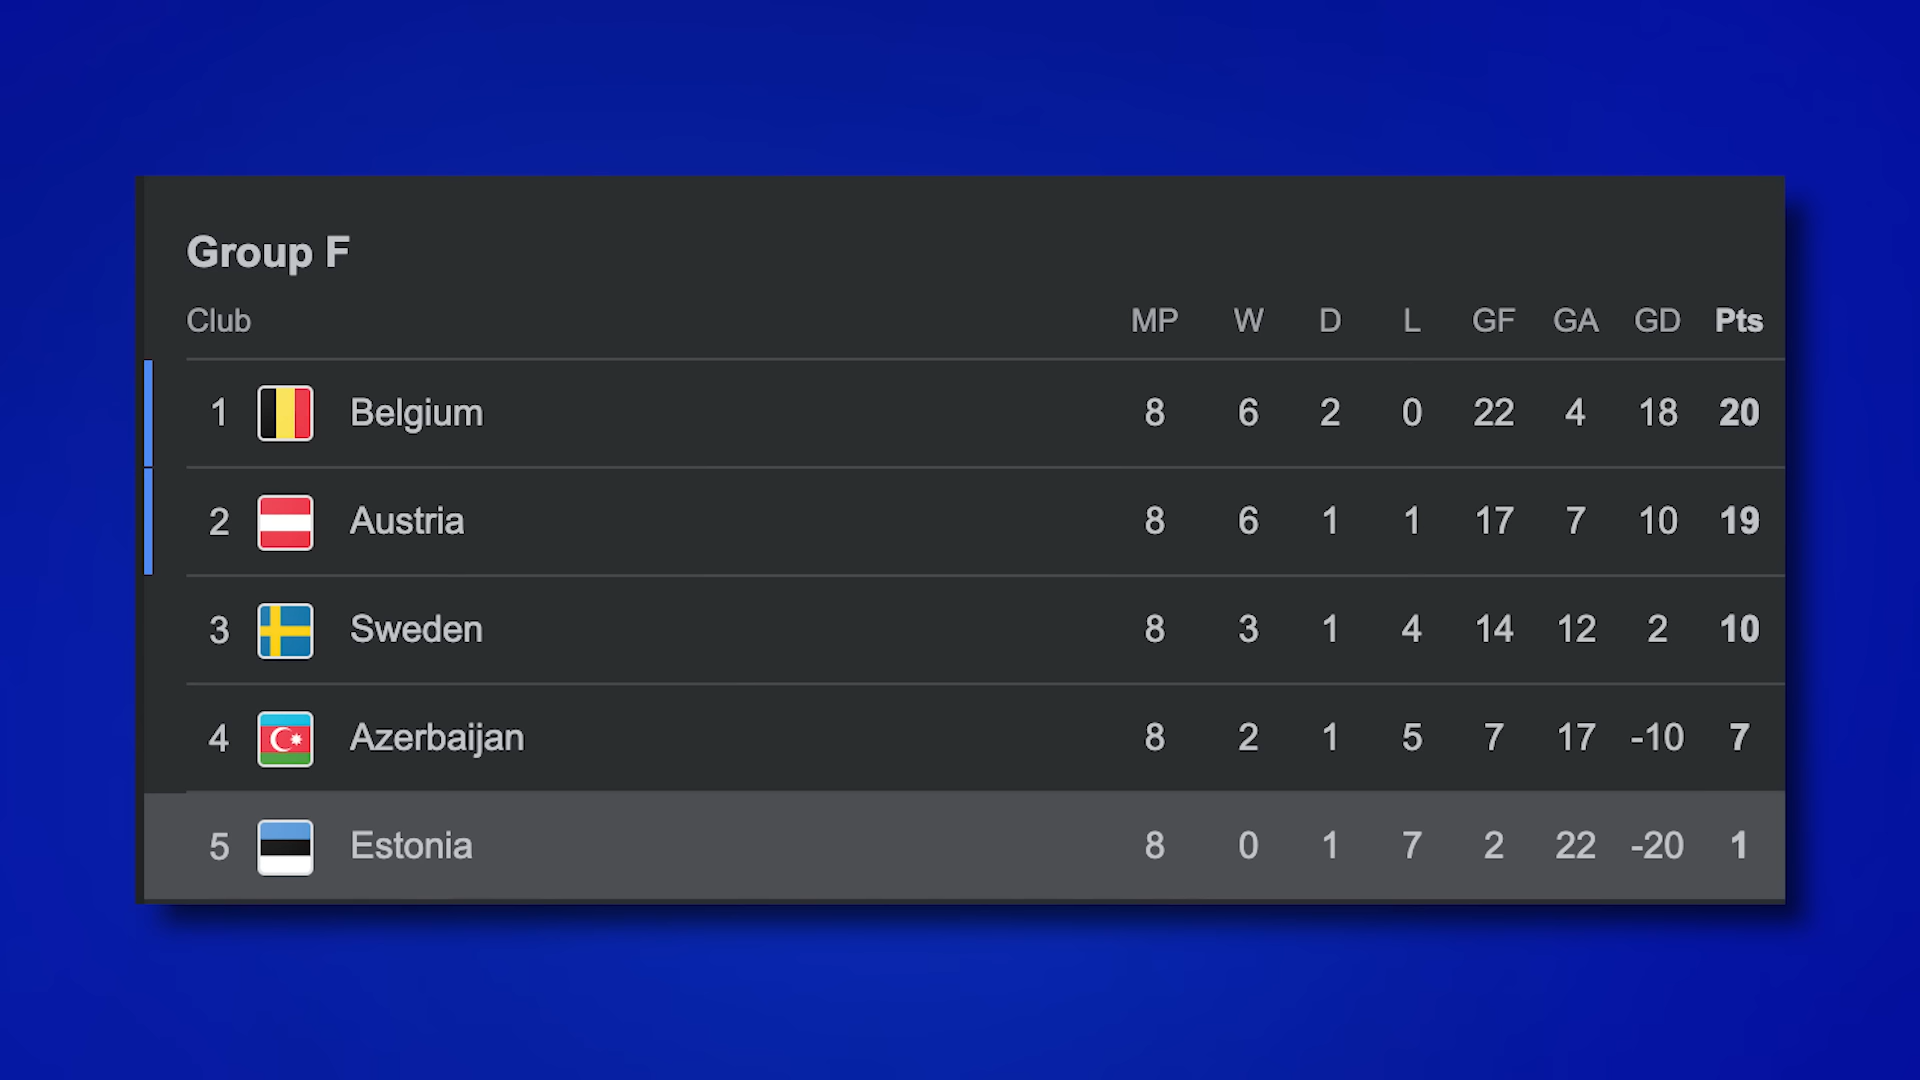 Group F
Club MP W D L GF GA GD Pts
1 Belgium 8 6 2 0 22 4 18 20
2 Austria 8 6 1 1 17 7 10 19
3 Sweden 8 3 1 4 14 12 2 10
4 Azerbaijan 8 2 1 5 7 17 -10 7
5 Estonia 8 0 1 7 2 22 -20 1